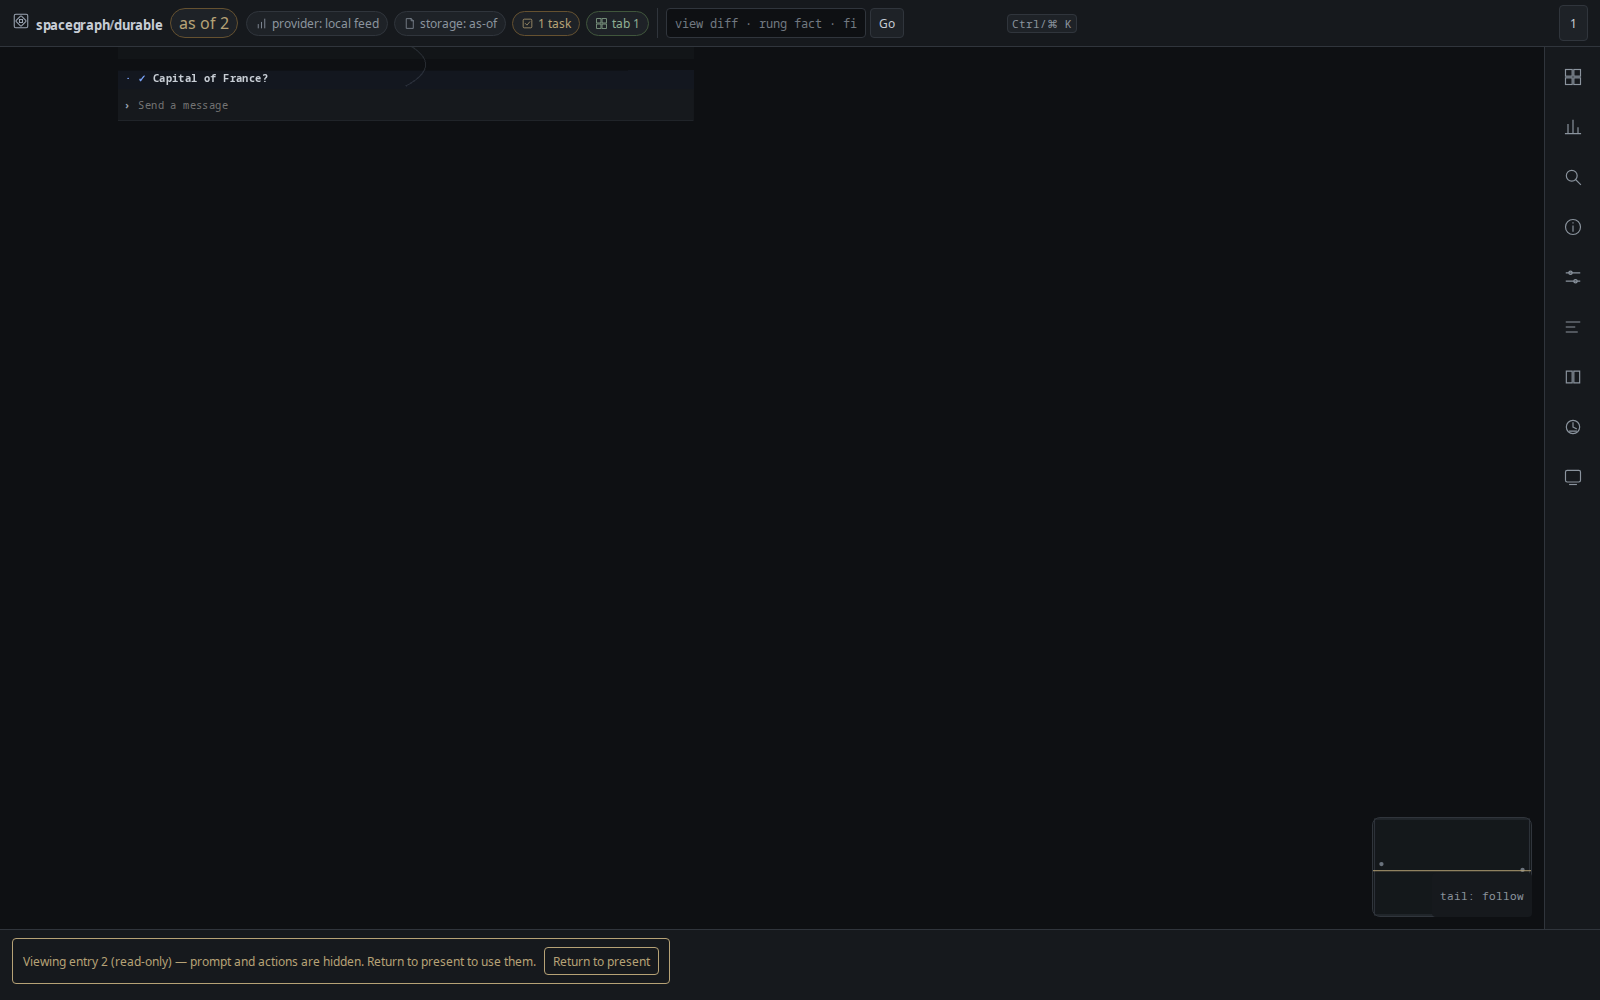 spacegraph/durable as of 2 provider: local feed storage: as-of 1 task tab 1 view diff · rung fact · fi Go Ctrl/⌘ K 1
· ✓ Capital of France?
› Send a message
tail: follow
Viewing entry 2 (read-only) — prompt and actions are hidden. Return to present to use them. Return to present